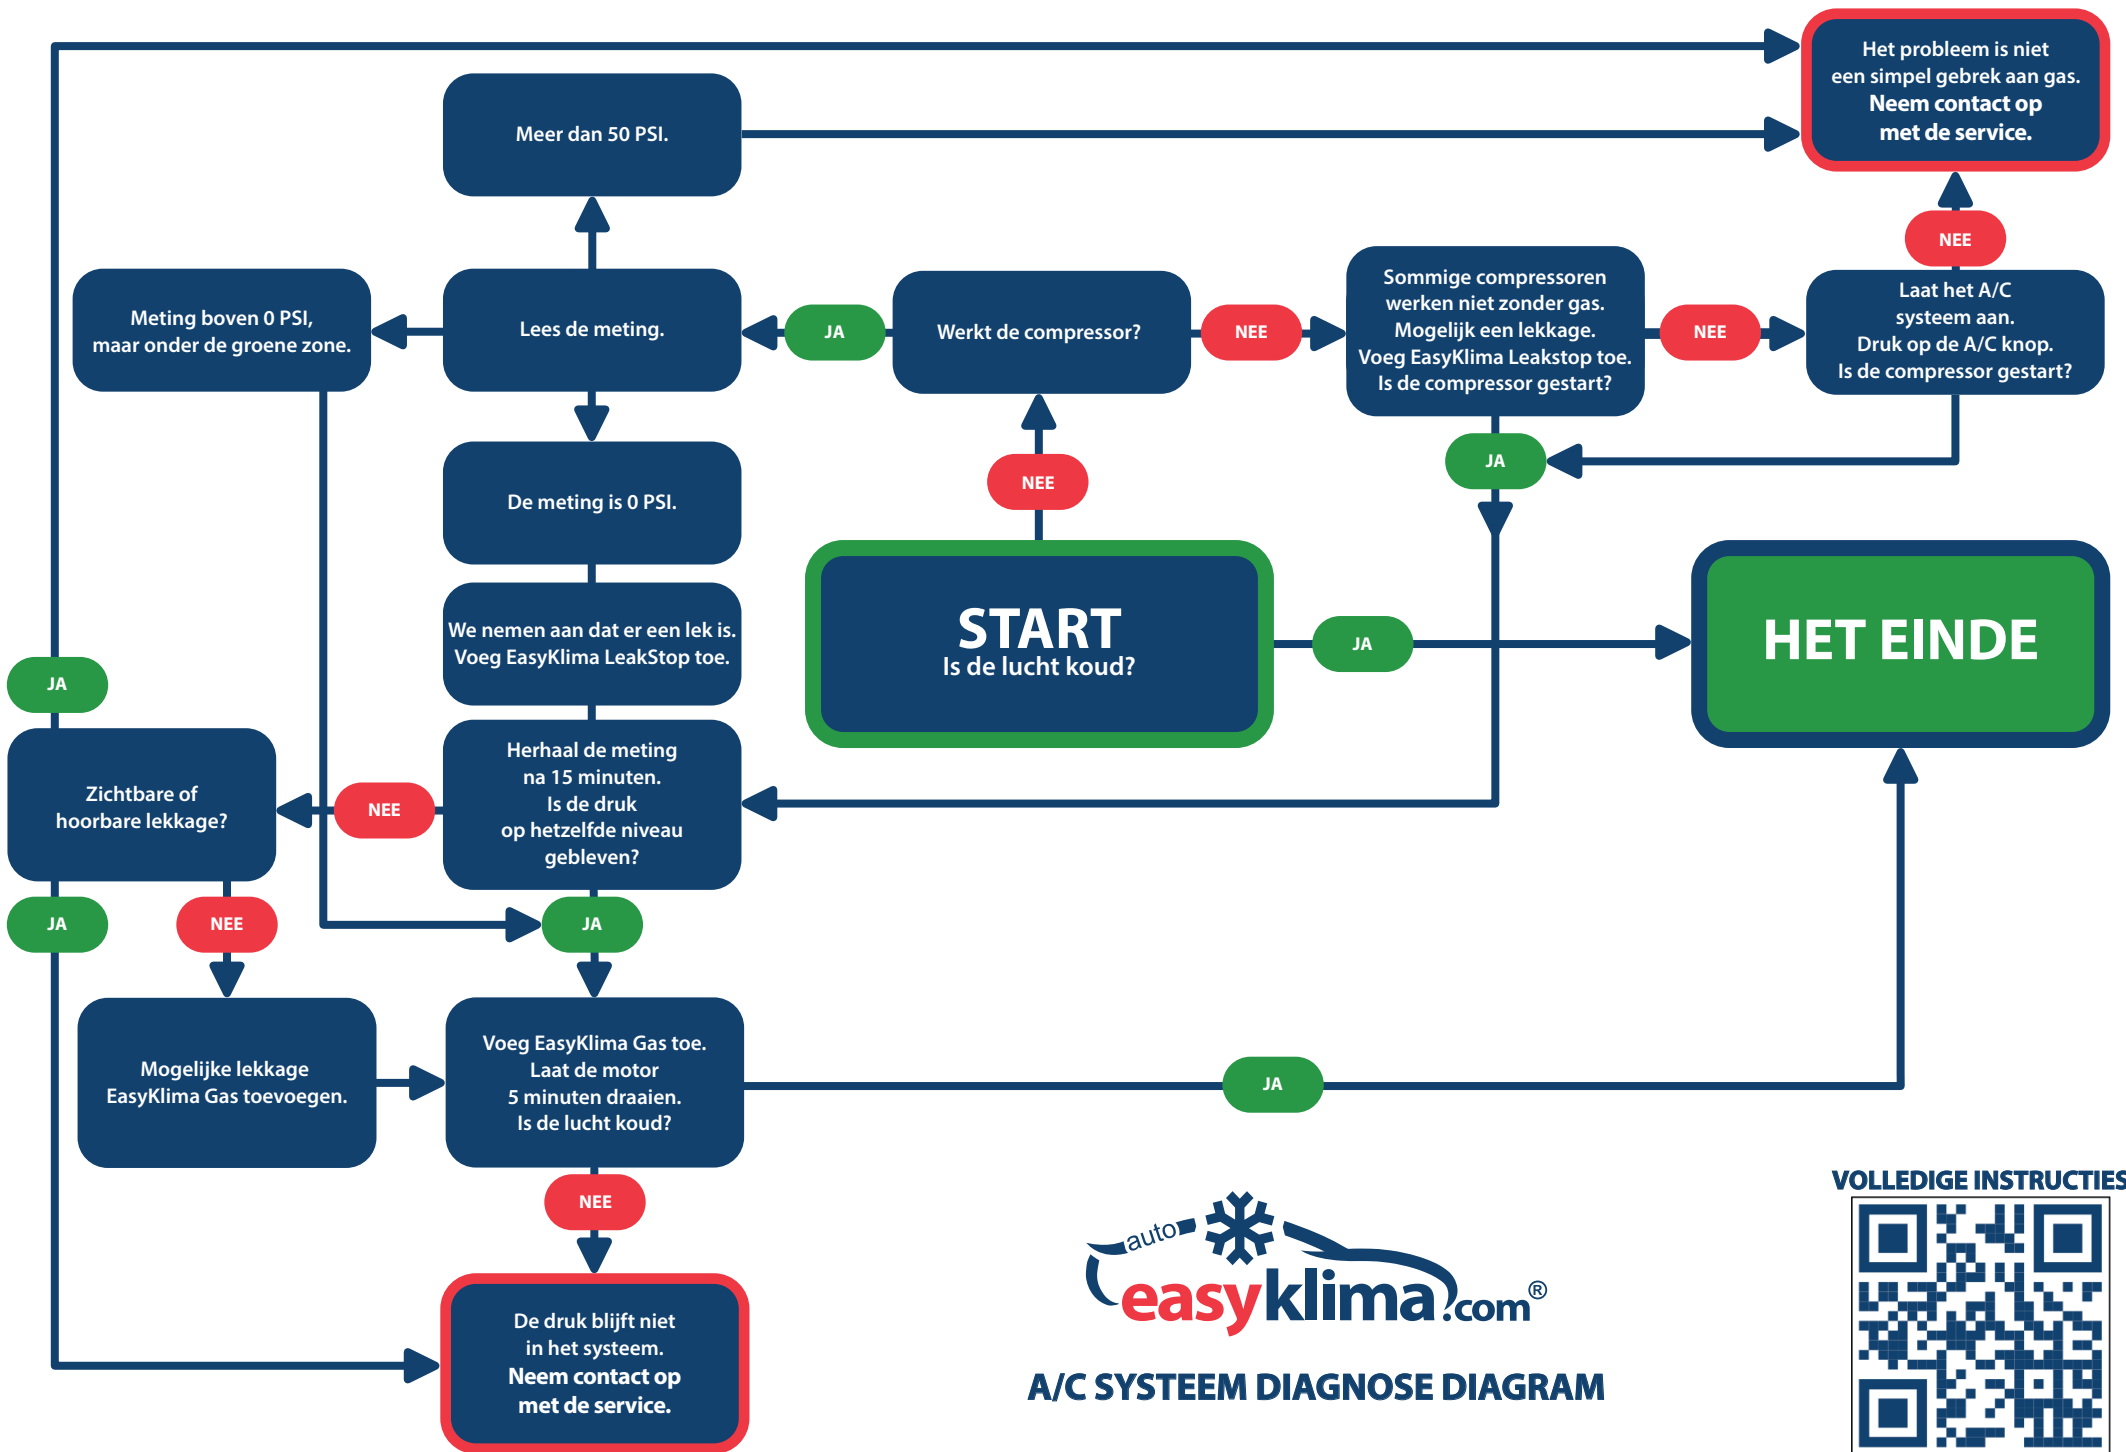 Het probleem is niet
een simpel gebrek aan gas.
Neem contact op
met de service.
Meer dan 50 PSI.
NEE
Meting boven 0 PSI,
maar onder de groene zone.
Lees de meting.
JA
Werkt de compressor?
NEE
Sommige compressoren
werken niet zonder gas.
Mogelijk een lekkage.
Voeg EasyKlima Leakstop toe.
Is de compressor gestart?
NEE
Laat het A/C
systeem aan.
Druk op de A/C knop.
Is de compressor gestart?
JA
NEE
De meting is 0 PSI.
We nemen aan dat er een lek is.
Voeg EasyKlima LeakStop toe.
START
Is de lucht koud?
JA
HET EINDE
JA
Zichtbare of
hoorbare lekkage?
NEE
Herhaal de meting
na 15 minuten.
Is de druk
op hetzelfde niveau
gebleven?
JA
NEE
JA
Mogelijke lekkage
EasyKlima Gas toevoegen.
Voeg EasyKlima Gas toe.
Laat de motor
5 minuten draaien.
Is de lucht koud?
JA
NEE
De druk blijft niet
in het systeem.
Neem contact op
met de service.
auto
easyklima.com®
A/C SYSTEEM DIAGNOSE DIAGRAM
VOLLEDIGE INSTRUCTIES